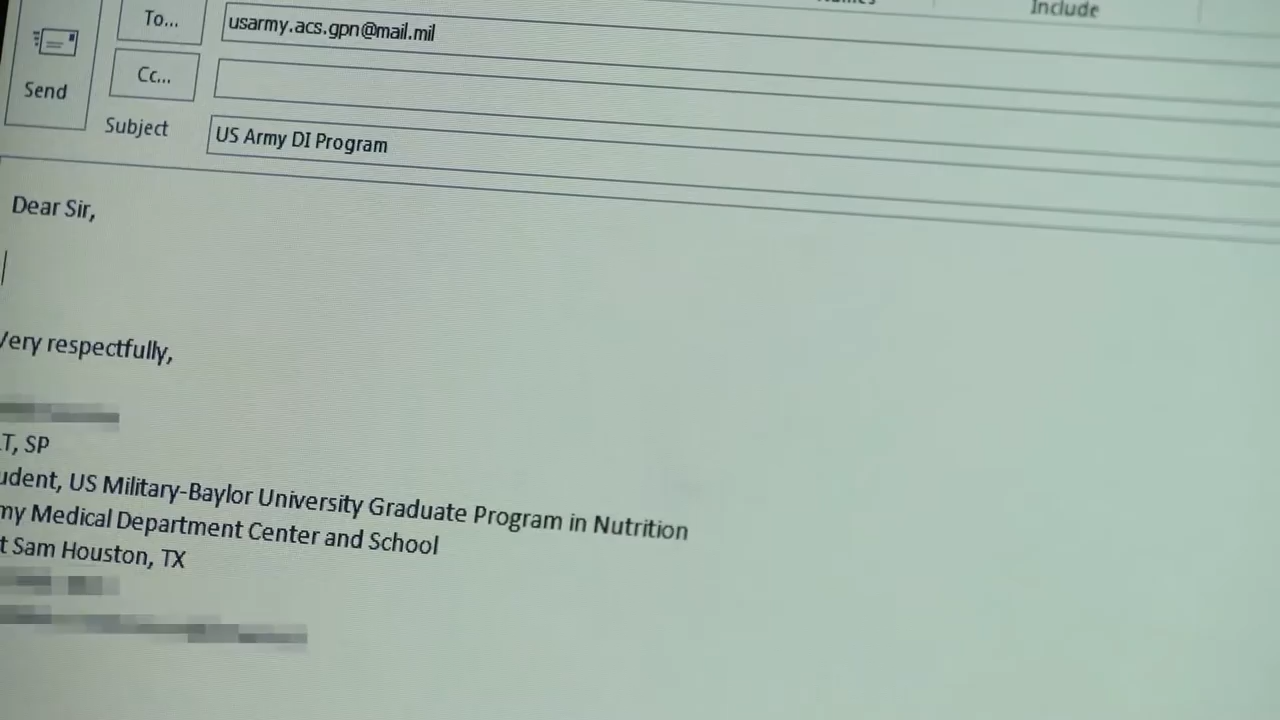 Include
To...
usarmy.acs.gpn@mail.mil
Send
Cc...
Subject
US Army DI Program
Dear Sir,
Very respectfully,
T, SP
udent, US Military-Baylor University Graduate Program in Nutrition
my Medical Department Center and School
t Sam Houston, TX